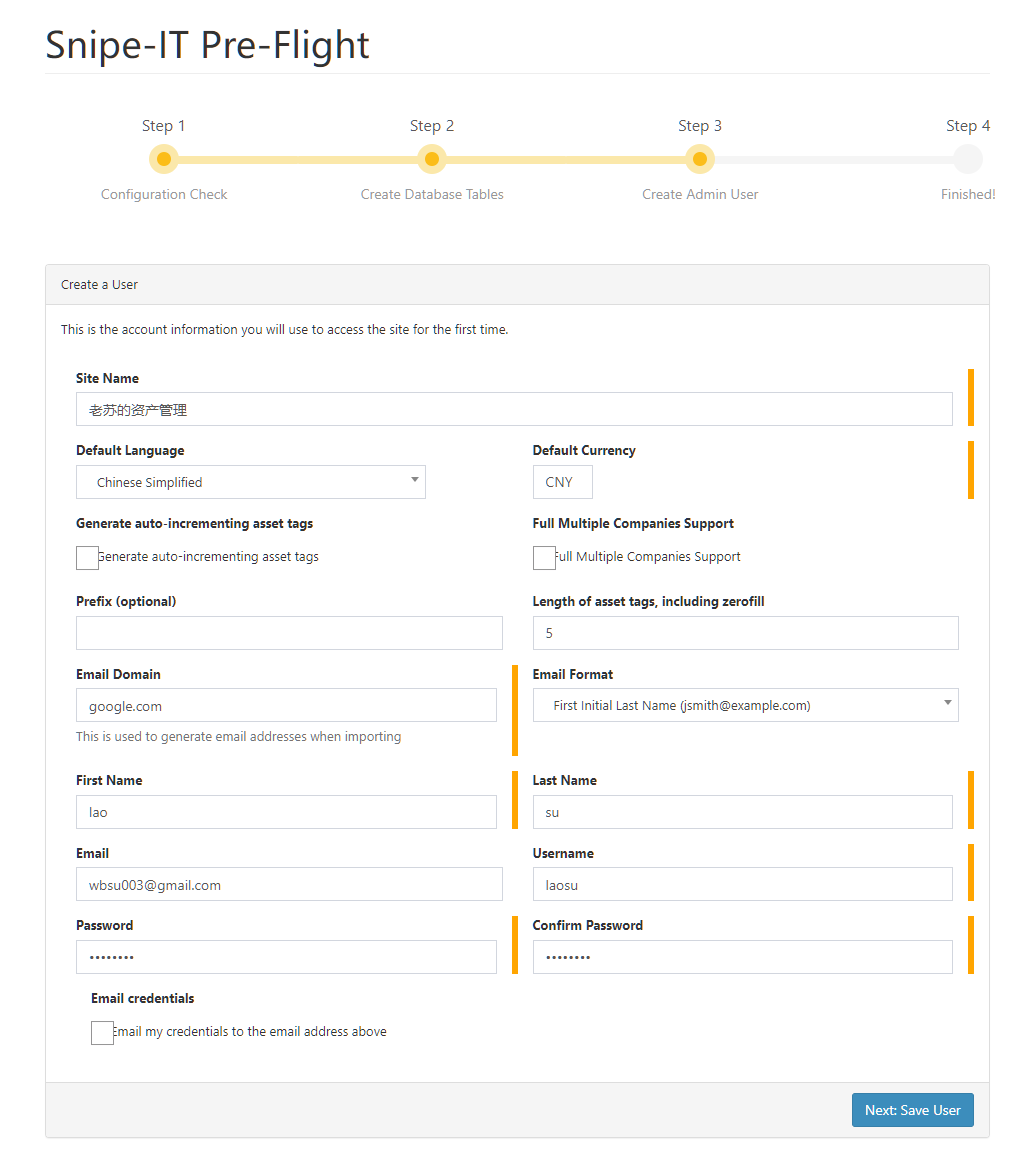 Snipe-IT Pre-Flight
Step 1
Step 2
Step 3
Step 4
Configuration Check
Create Database Tables
Create Admin User
Finished!
Create a User
This is the account information you will use to access the site for the first time.
Site Name
老苏的资产管理
Default Language
Default Currency
Chinese Simplified
CNY
Generate auto-incrementing asset tags
Full Multiple Companies Support
Generate auto-incrementing asset tags
Full Multiple Companies Support
Prefix (optional)
Length of asset tags, including zerofill
5
Email Domain
Email Format
google.com
First Initial Last Name (jsmith@example.com)
This is used to generate email addresses when importing
First Name
Last Name
lao
su
Email
Username
wbsu003@gmail.com
laosu
Password
Confirm Password
••••••••
••••••••
Email credentials
Email my credentials to the email address above
Next: Save User